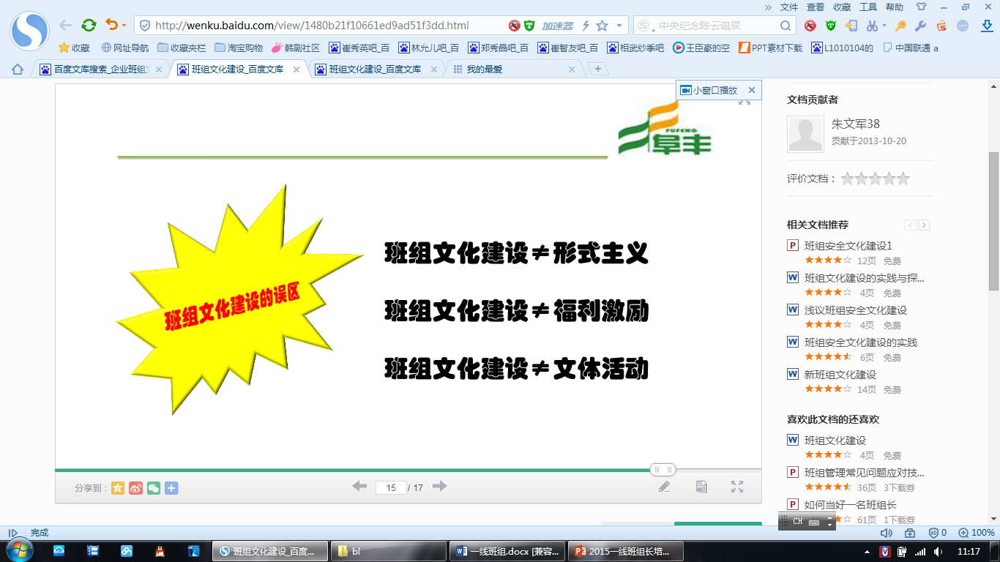 » 文件 查看 收藏 工具 帮助
http://wenku.baidu.com/view/1480b21f10661ed9ad51f3dd.html 加速器 中央纪念陈云诞辰
收藏 网址导航 收藏夹栏 淘宝购物 韩剧社区 崔秀英吧_百 林允儿吧_百 郑秀晶吧_百 崔智友吧_百 相武纱季吧 王臣豪的空 PPT素材下载 L1010104的 中国联通 a
百度文库搜索_企业班组文 班组文化建设_百度文库 班组文化建设_百度文库 我的最爱
小窗口播放
FUFENG
阜丰
班组文化建设的误区
班组文化建设≠形式主义
班组文化建设≠福利激励
班组文化建设≠文体活动
分享到：
15 / 17
文档贡献者
朱文军38
贡献于2013-10-20
评价文档：
相关文档推荐
班组安全文化建设1
12页 免费
班组文化建设的实践与探...
4页 免费
浅议班组安全文化建设
4页 免费
班组安全文化建设的实践
6页 免费
新班组文化建设
14页 免费
喜欢此文档的还喜欢
班组文化建设
4页 免费
班组管理常见问题应对技...
36页 3下载券
如何当好一名班组长
61页 1下载券
CH
完成 0 100%
班组文化建设_百度... bl 一线班组.docx [兼容... 2015一线班组长培... 11:17